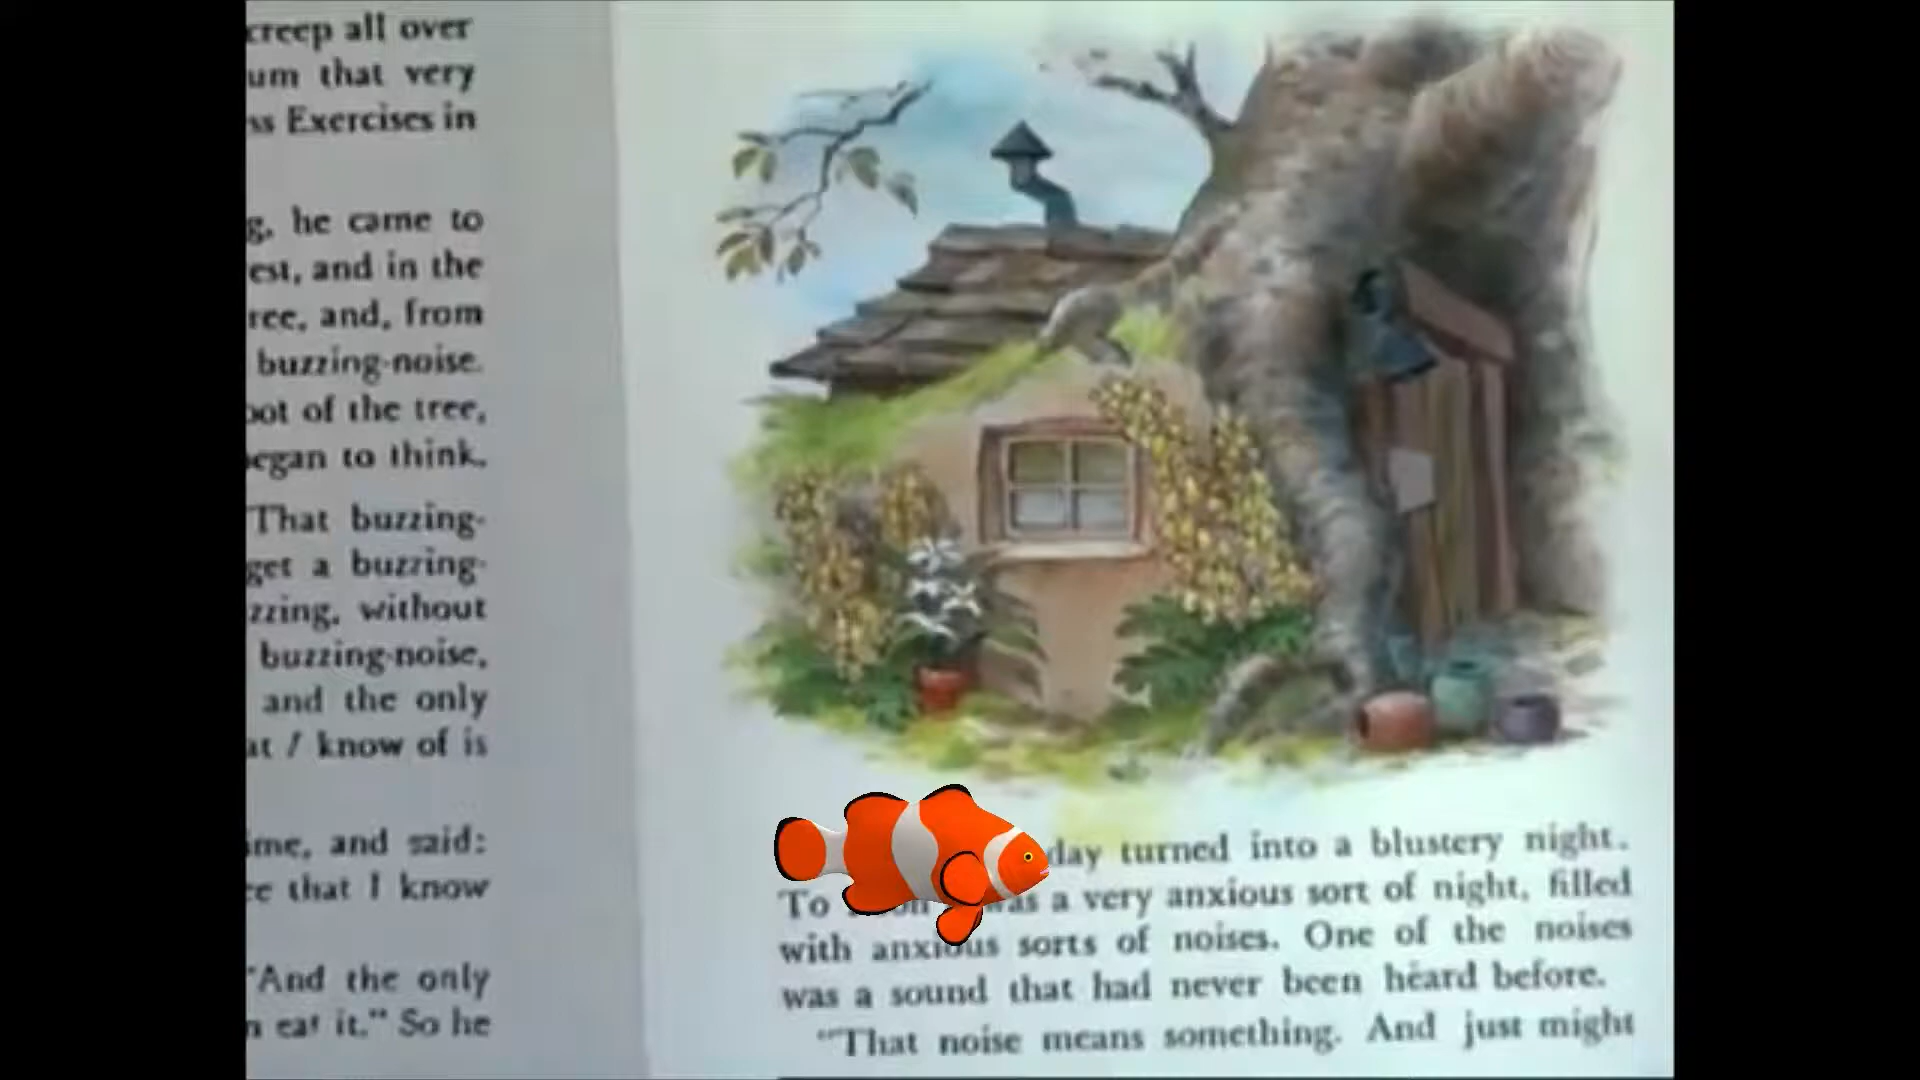 creep all over
um that very
ss Exercises in
g, he came to
est, and in the
ree, and, from
buzzing-noise.
oot of the tree,
began to think.
"That buzzing-
get a buzzing-
zzing, without
buzzing-noise,
and the only
at I know of is
ime, and said:
ee that I know
"And the only
n eat it." So he
day turned into a blustery night.
To was a very anxious sort of night, filled
with anxious sorts of noises. One of the noises
was a sound that had never been heard before.
"That noise means something. And just might